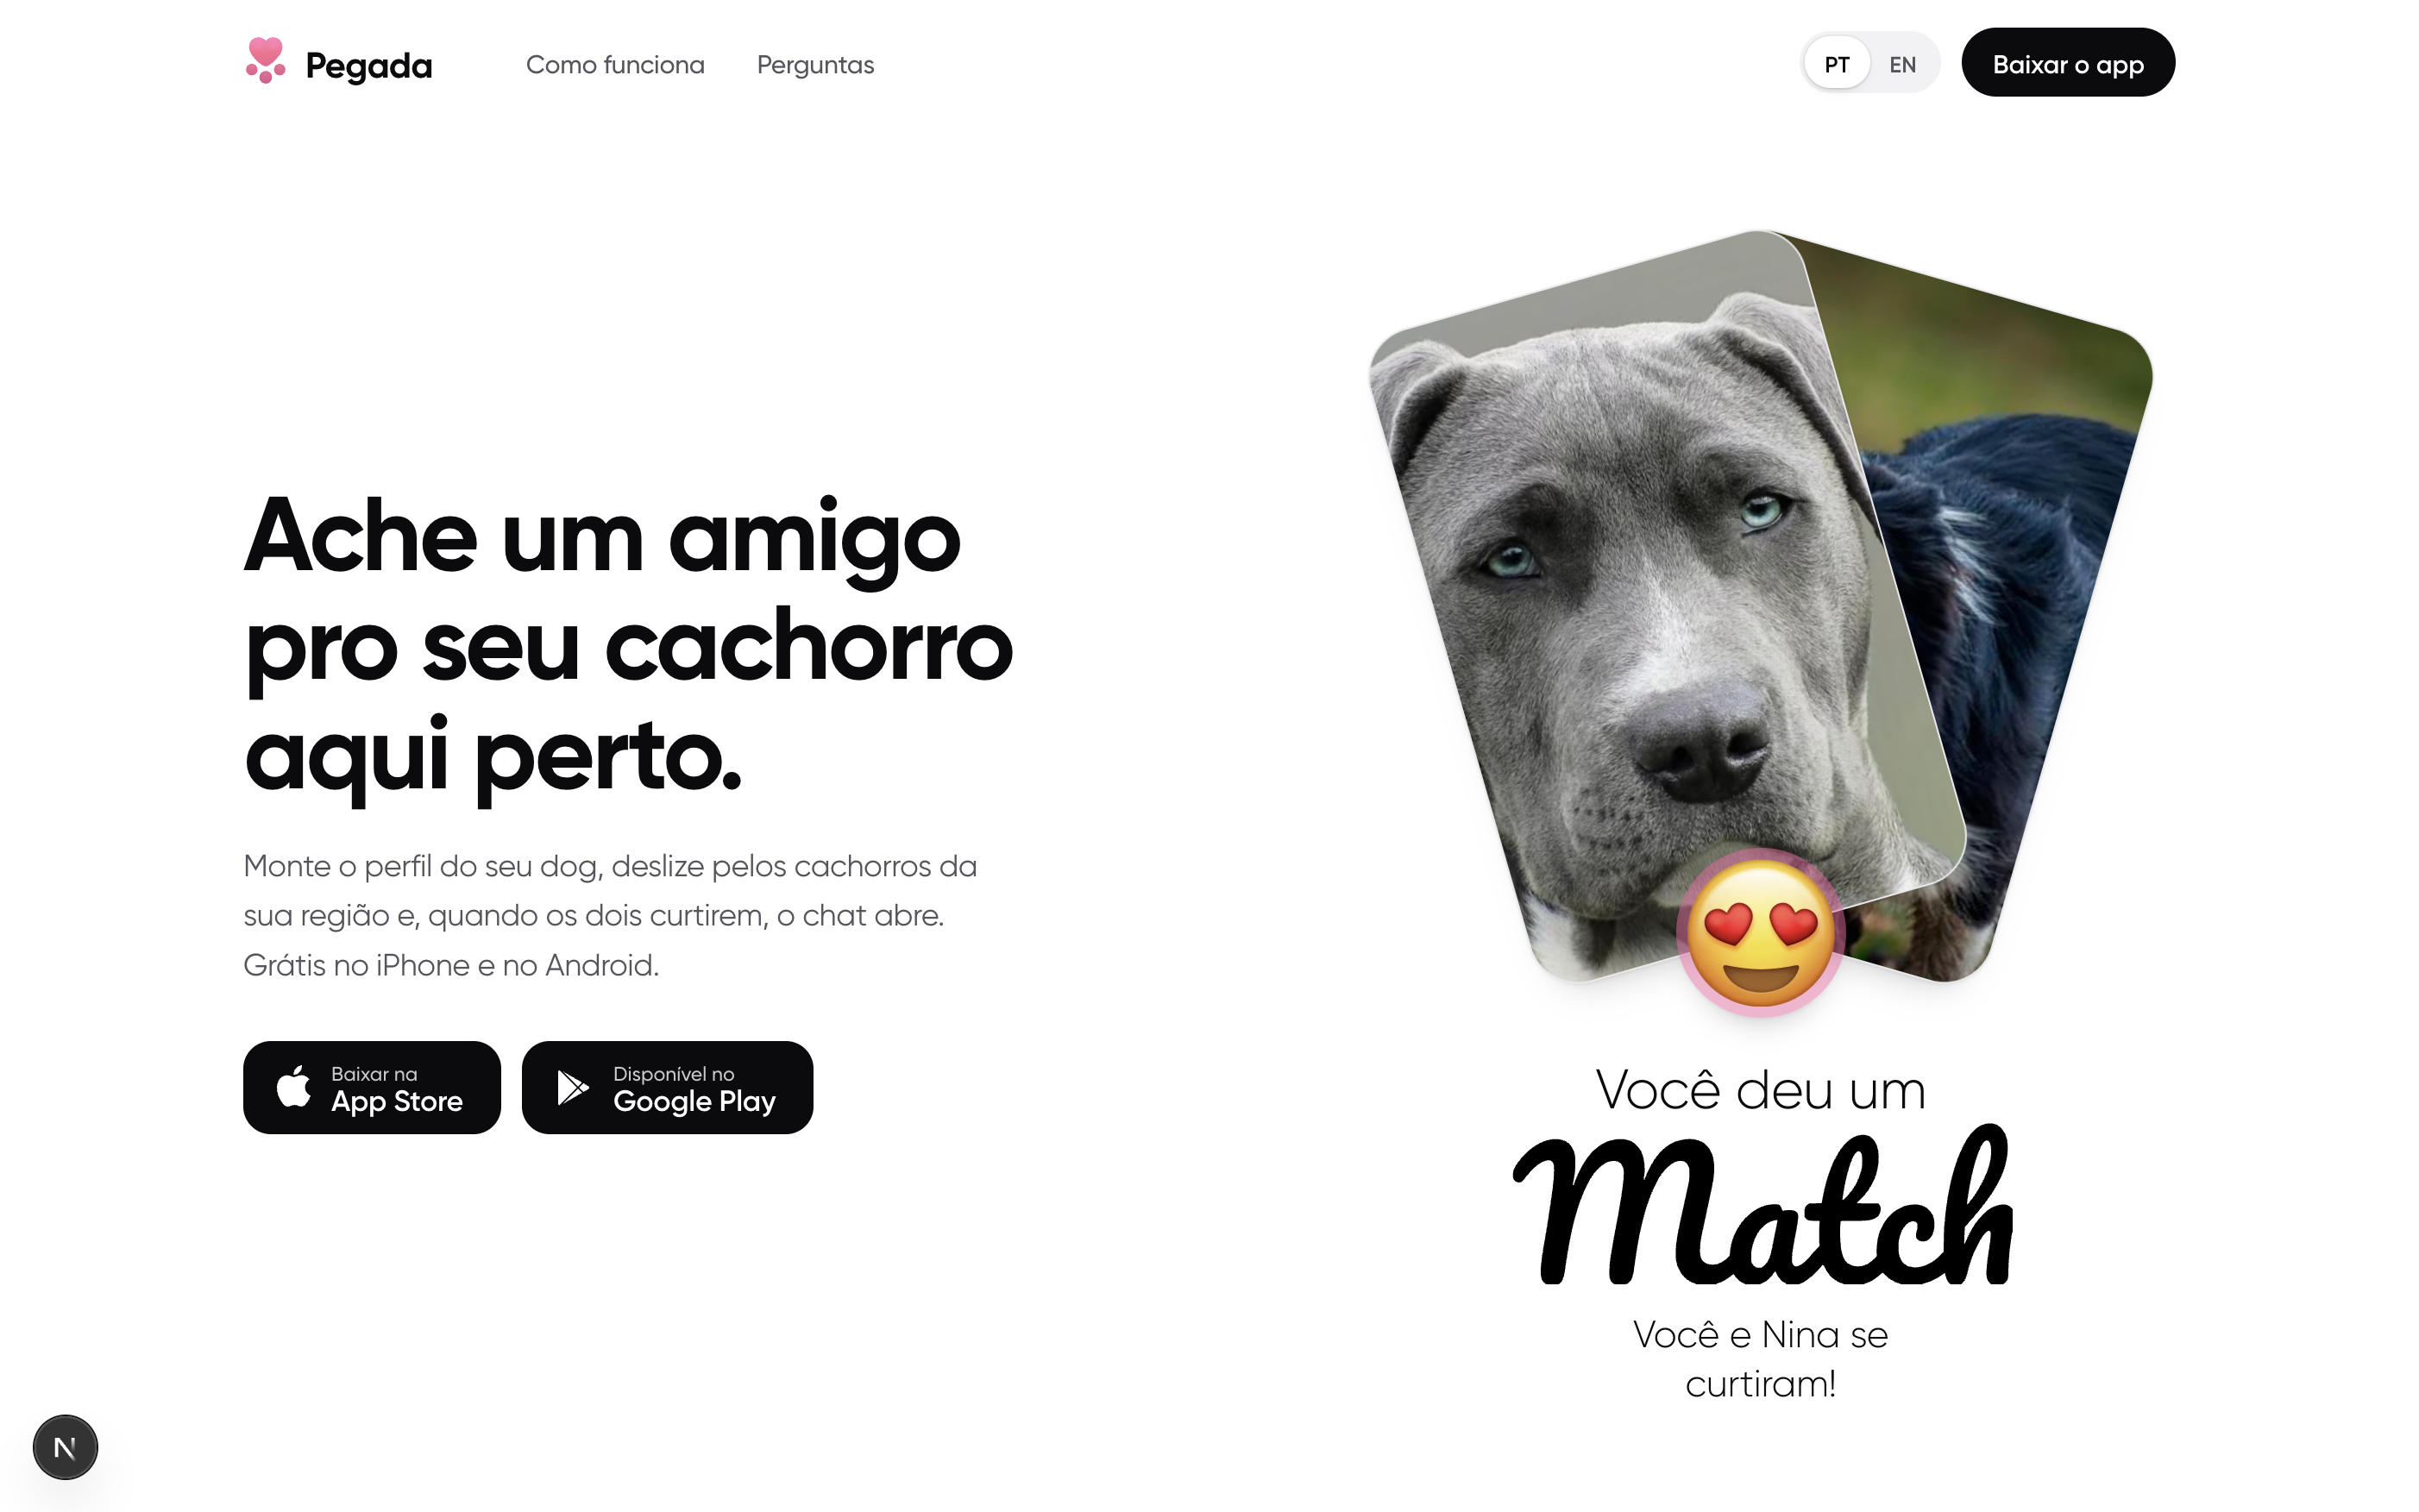 Pegada
Como funciona
Perguntas
PT
EN
Baixar o app
Ache um amigo
pro seu cachorro
aqui perto.
Monte o perfil do seu dog, deslize pelos cachorros da
sua região e, quando os dois curtirem, o chat abre.
Grátis no iPhone e no Android.
Baixar na
App Store
Disponível no
Google Play
Você deu um
Match
Você e Nina se
curtiram!
N